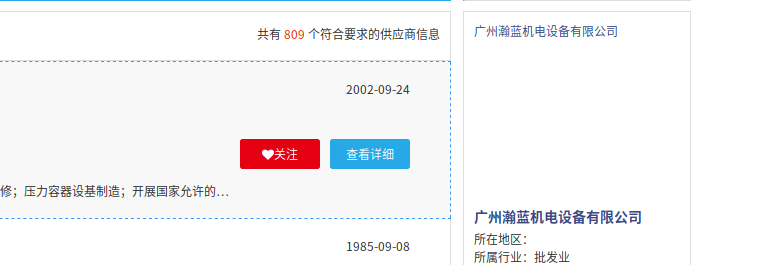 共有 809 个符合要求的供应商信息
2002-09-24
关注
查看详细
修；压力容器设基制造；开展国家允许的…
1985-09-08
广州瀚蓝机电设备有限公司
广州瀚蓝机电设备有限公司
所在地区：
所属行业：批发业